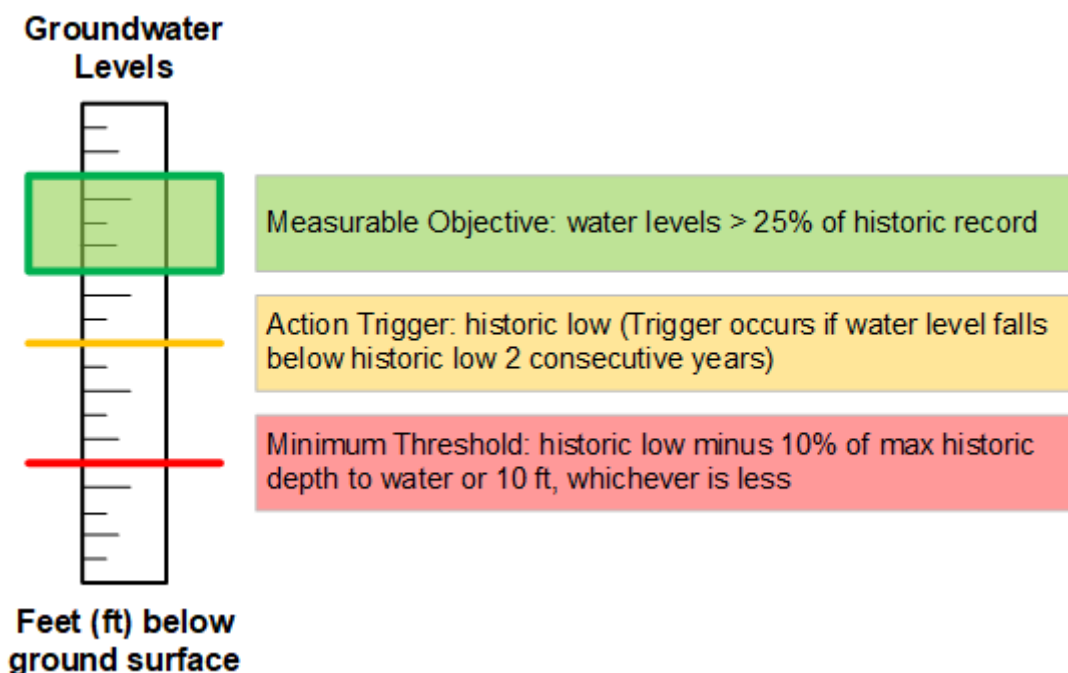 Groundwater
Levels
Measurable Objective: water levels > 25% of historic record
Action Trigger: historic low (Trigger occurs if water level falls
below historic low 2 consecutive years)
Minimum Threshold: historic low minus 10% of max historic
depth to water or 10 ft, whichever is less
Feet (ft) below
ground surface